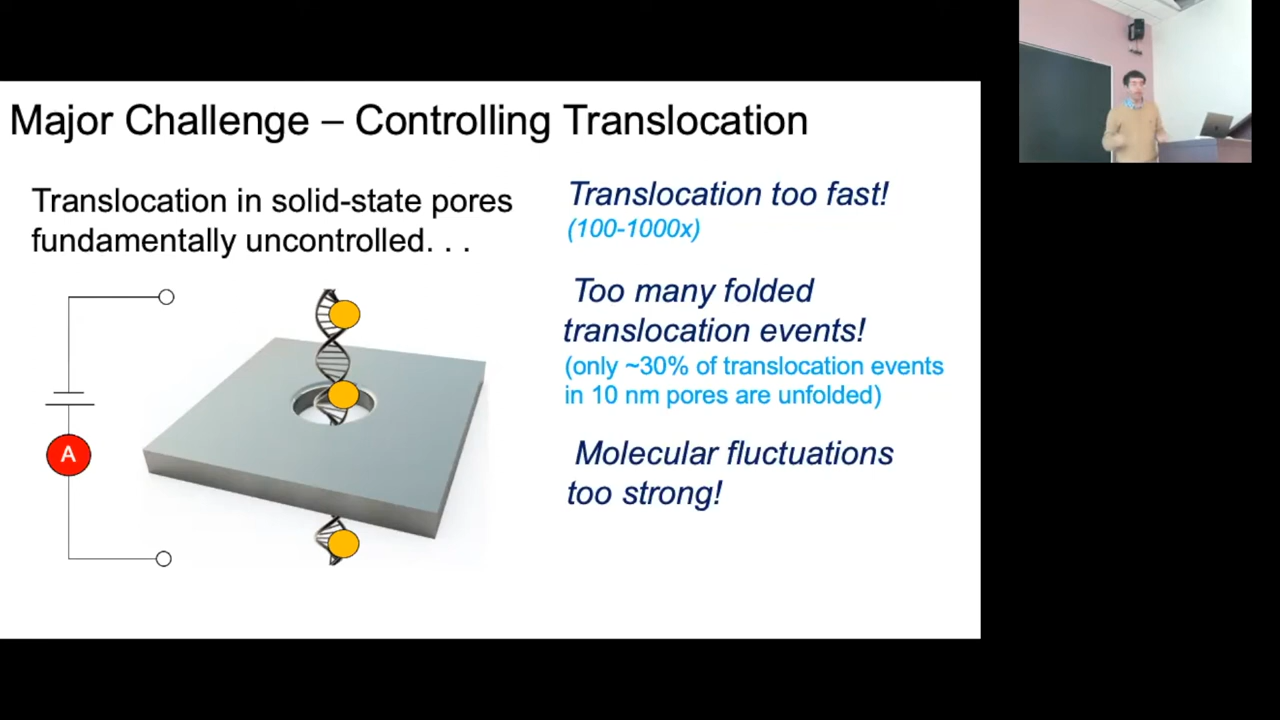 Major Challenge – Controlling Translocation
Translocation in solid-state pores
fundamentally uncontrolled. . .
A
Translocation too fast!
(100-1000x)
Too many folded
translocation events!
(only ~30% of translocation events
in 10 nm pores are unfolded)
Molecular fluctuations
too strong!